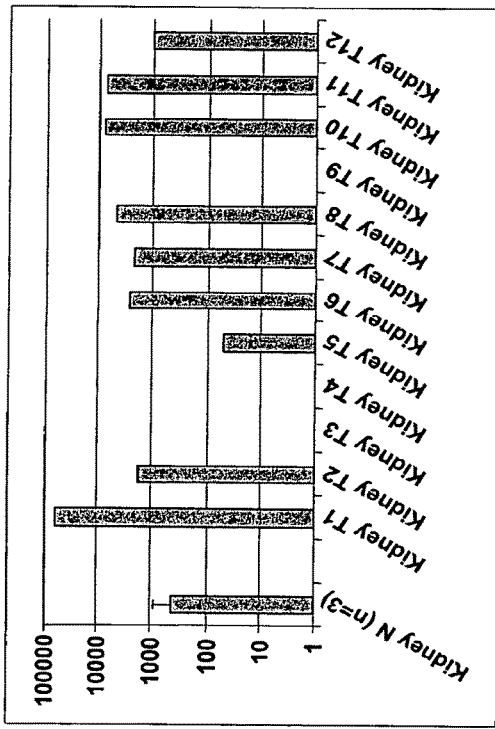 100000
10000
1000
100
10
1
Kidney N (n=3)
Kidney T1
Kidney T2
Kidney T3
Kidney T4
Kidney T5
Kidney T6
Kidney T7
Kidney T8
Kidney T9
Kidney T10
Kidney T11
Kidney T12